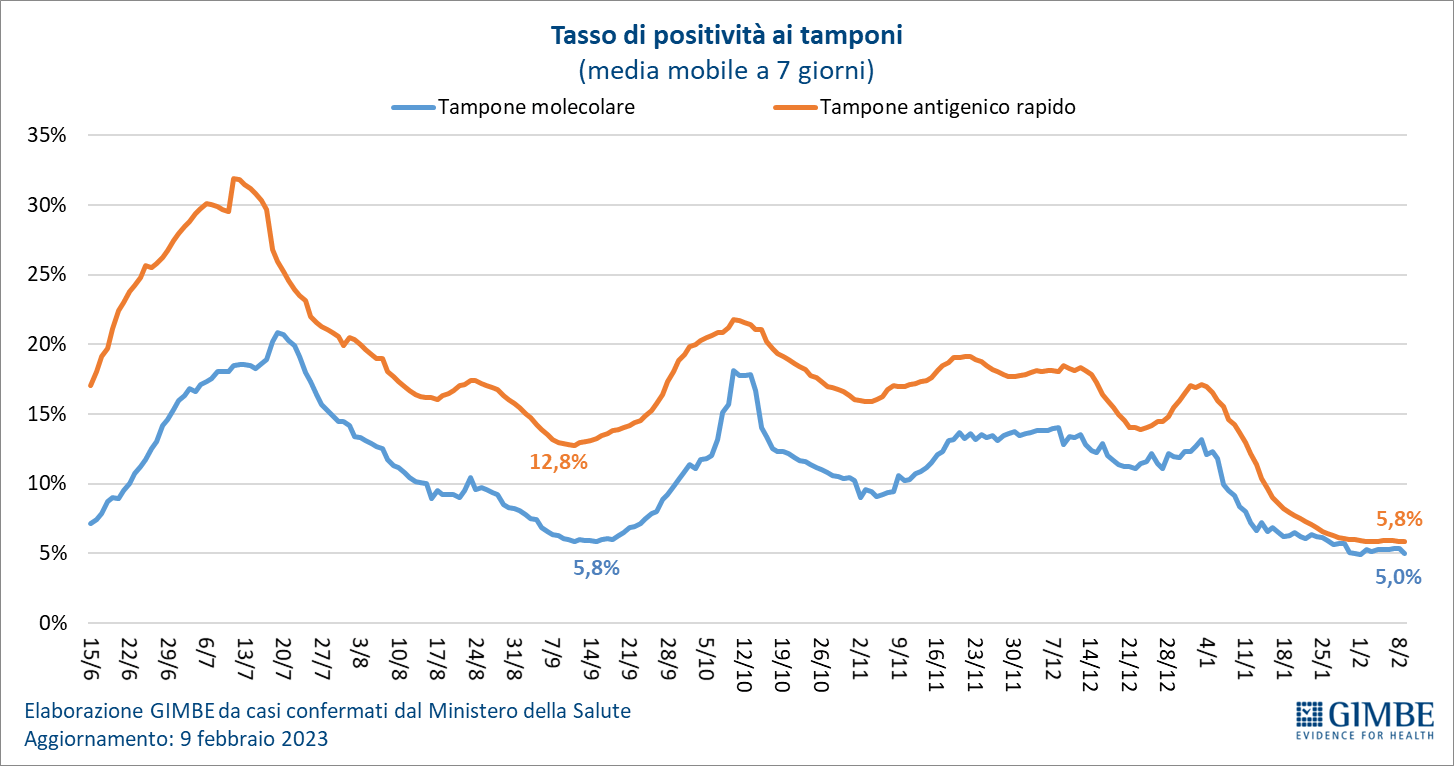 Tasso di positività ai tamponi
(media mobile a 7 giorni)
Tampone molecolare Tampone antigenico rapido
35%
30%
25%
20%
15%
10%
5%
0%
12,8%
5,8%
5,8%
5,0%
15/6 22/6 29/6 6/7 13/7 20/7 27/7 3/8 10/8 17/8 24/8 31/8 7/9 14/9 21/9 28/9 5/10 12/10 19/10 26/10 2/11 9/11 16/11 23/11 30/11 7/12 14/12 21/12 28/12 4/1 11/1 18/1 25/1 1/2 8/2
Elaborazione GIMBE da casi confermati dal Ministero della Salute
Aggiornamento: 9 febbraio 2023
GIMBE
EVIDENCE FOR HEALTH